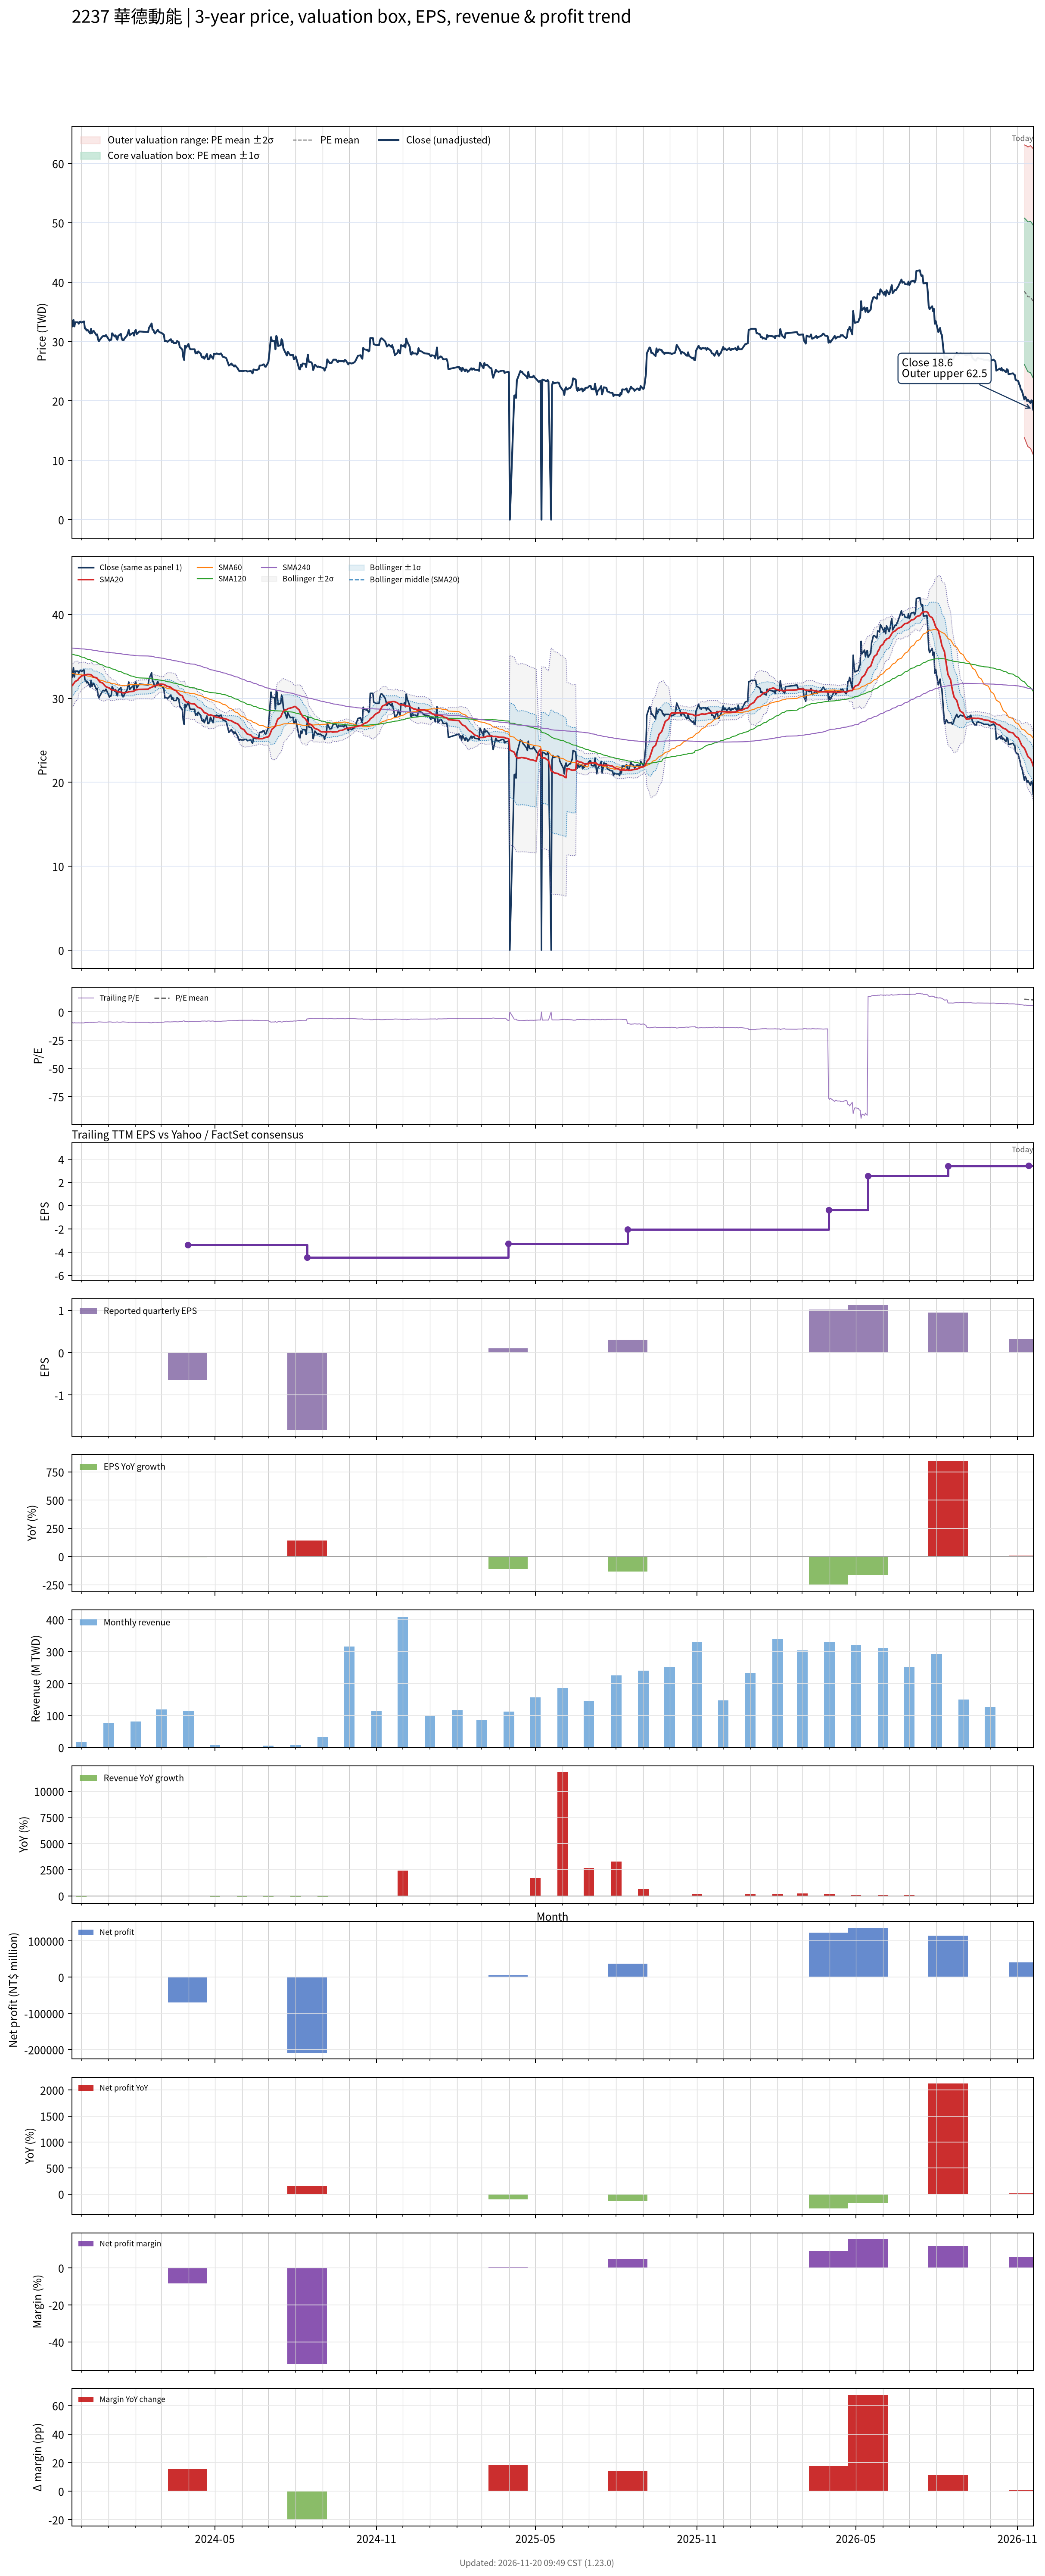 2237 華德動能 | 3-year price, valuation box, EPS, revenue & profit trend
Outer valuation range: PE mean ±2σ
PE mean
Close (unadjusted)
Core valuation box: PE mean ±1σ
Today
Price (TWD)
60
50
40
30
20
10
0
Close 18.6
Outer upper 62.5
Close (same as panel 1)
SMA20
SMA60
SMA120
SMA240
Bollinger ±2σ
Bollinger ±1σ
Bollinger middle (SMA20)
Price
40
30
20
10
0
Trailing P/E
P/E mean
P/E
0
-25
-50
-75
Trailing TTM EPS vs Yahoo / FactSet consensus
Today
EPS
4
2
0
-2
-4
-6
Reported quarterly EPS
EPS
1
0
-1
EPS YoY growth
YoY (%)
750
500
250
0
-250
Monthly revenue
Revenue (M TWD)
400
300
200
100
0
Revenue YoY growth
YoY (%)
10000
7500
5000
2500
0
Month
Net profit
Net profit (NT$ million)
100000
0
-100000
-200000
Net profit YoY
YoY (%)
2000
1500
1000
500
0
Net profit margin
Margin (%)
0
-20
-40
Margin YoY change
Δ margin (pp)
60
40
20
0
-20
2024-05
2024-11
2025-05
2025-11
2026-05
2026-11
Updated: 2026-11-20 09:49 CST (1.23.0)